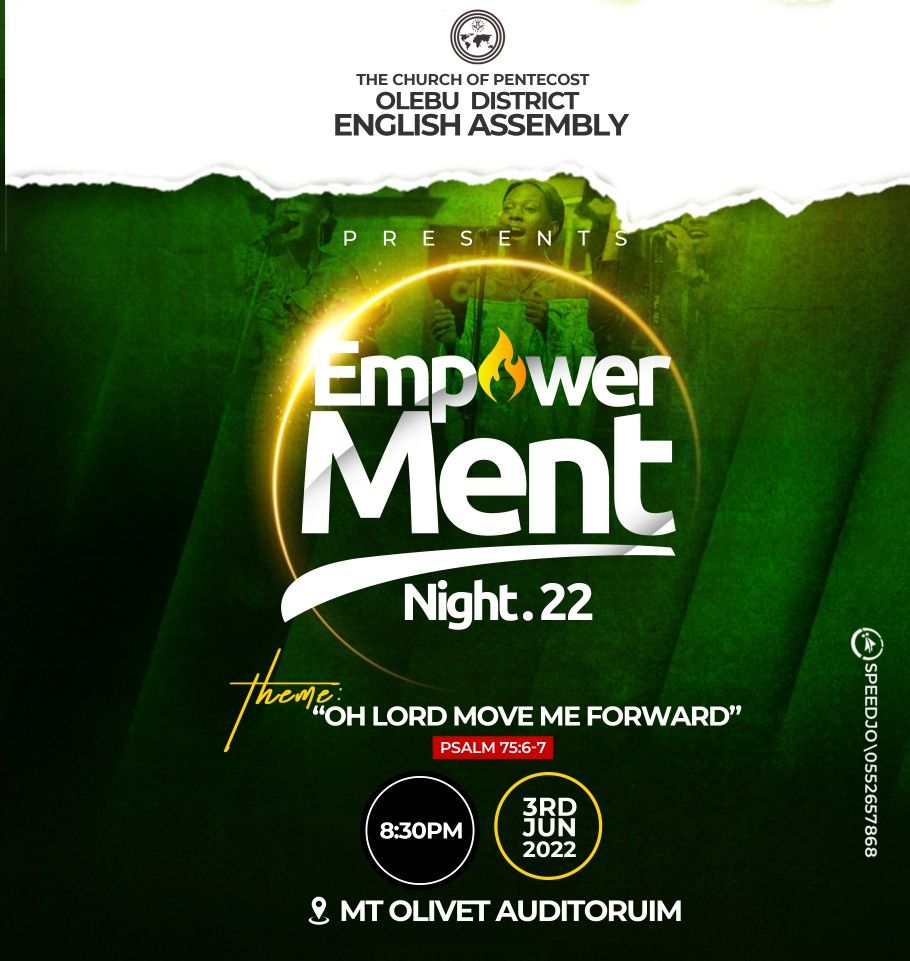 THE CHURCH OF PENTECOST
OLEBU DISTRICT
ENGLISH ASSEMBLY
PRESENTS
Empower
Ment
Night.22
theme:
“OH LORD MOVE ME FORWARD”
PSALM 75:6-7
8:30PM
3RD
JUN
2022
MT OLIVET AUDITORUIM
SPEEDJO\0552657868